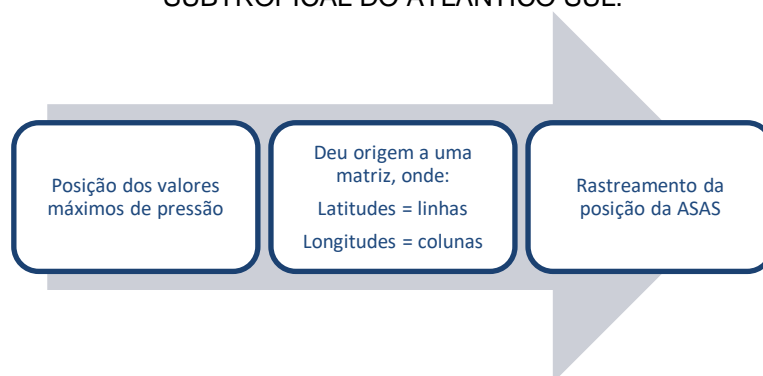 SUBTROPICAL DO ATLÂNTICO SUL.
Posição dos valores
máximos de pressão
Deu origem a uma
matriz, onde:
Latitudes = linhas
Longitudes = colunas
Rastreamento da
posição da ASAS